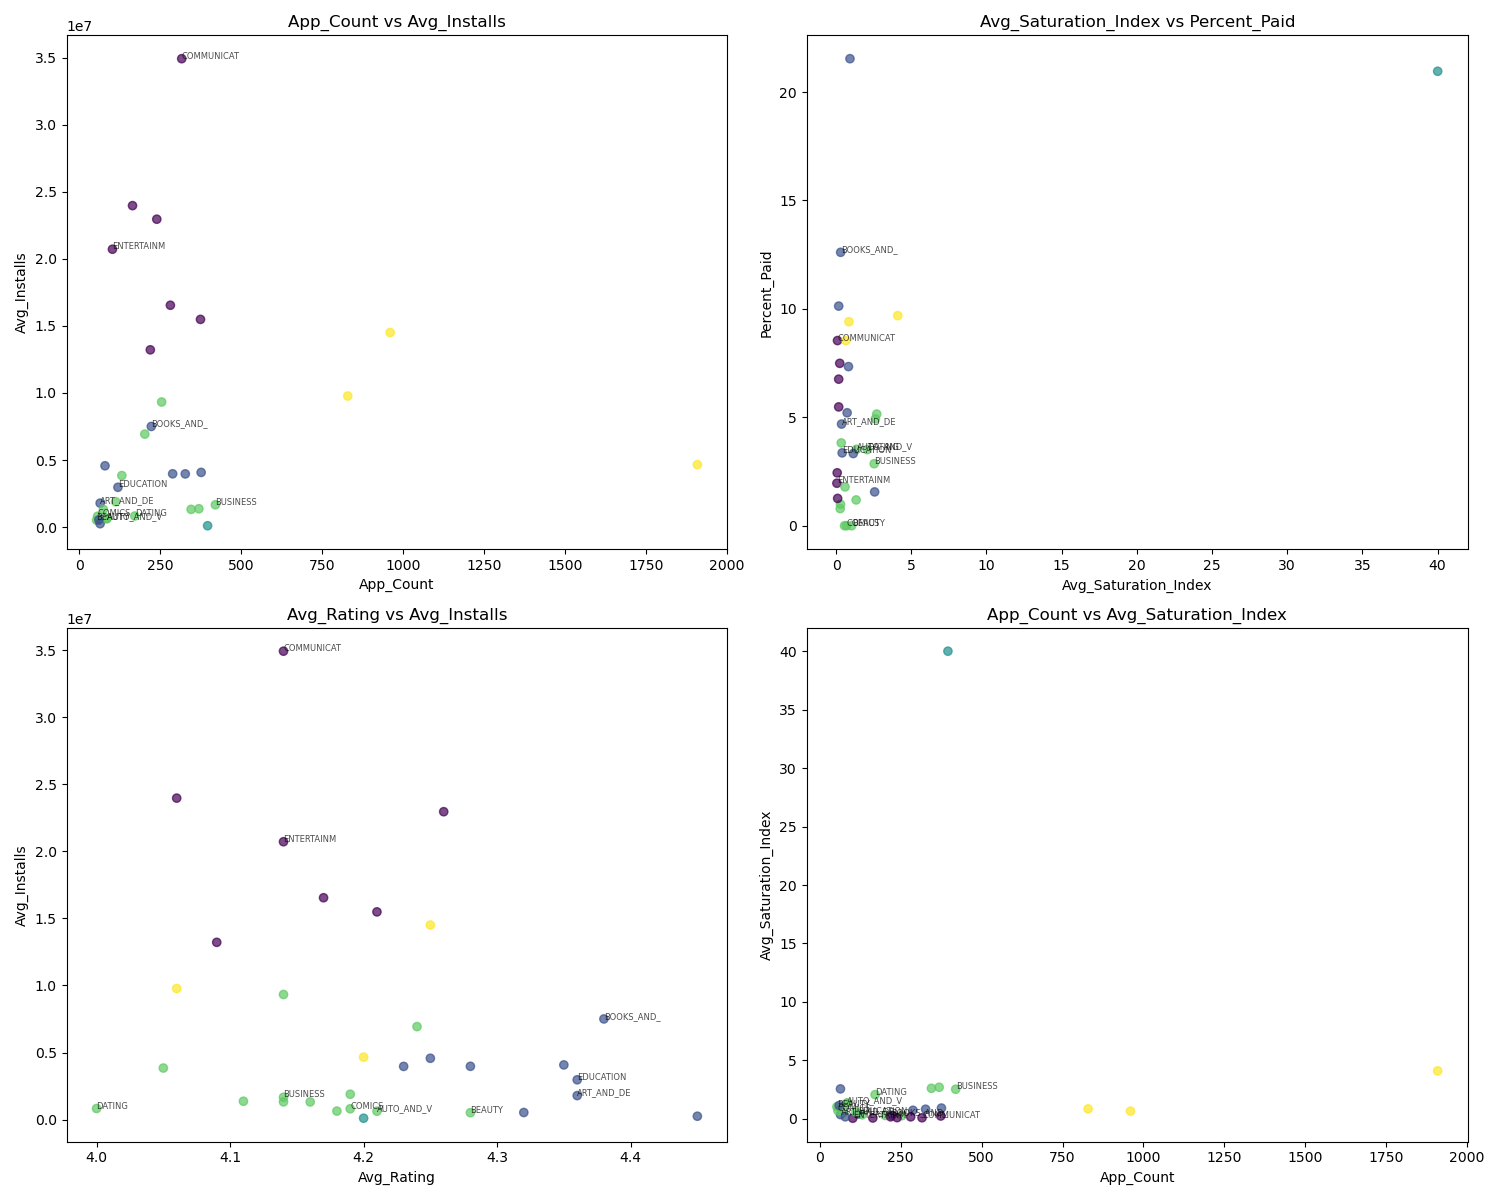 App_Count vs Avg_Installs
1e7
3.5
3.0
2.5
2.0
1.5
1.0
0.5
0.0
Avg_Installs
COMMUNICAT
ENTERTAINM
BOOKS_AND_
EDUCATION
ART_AND_DE
BUSINESS
COMICS
DATING
BEAUTY
AUTO_AND_V
0
250
500
750
1000
1250
1500
1750
2000
App_Count
Avg_Saturation_Index vs Percent_Paid
20
15
10
5
0
Percent_Paid
BOOKS_AND_
COMMUNICAT
ART_AND_DE
AUTO_AND_V
DATING
EDUCATION
BUSINESS
ENTERTAINM
COMICS
BEAUTY
0
5
10
15
20
25
30
35
40
Avg_Saturation_Index
Avg_Rating vs Avg_Installs
1e7
3.5
3.0
2.5
2.0
1.5
1.0
0.5
0.0
Avg_Installs
COMMUNICAT
ENTERTAINM
BOOKS_AND_
EDUCATION
ART_AND_DE
BUSINESS
DATING
COMICS
AUTO_AND_V
BEAUTY
4.0
4.1
4.2
4.3
4.4
Avg_Rating
App_Count vs Avg_Saturation_Index
40
35
30
25
20
15
10
5
0
Avg_Saturation_Index
BUSINESS
DATING
AUTO_AND_V
BEAUTY
EDUCATION
COMMUNICAT
0
250
500
750
1000
1250
1500
1750
2000
App_Count